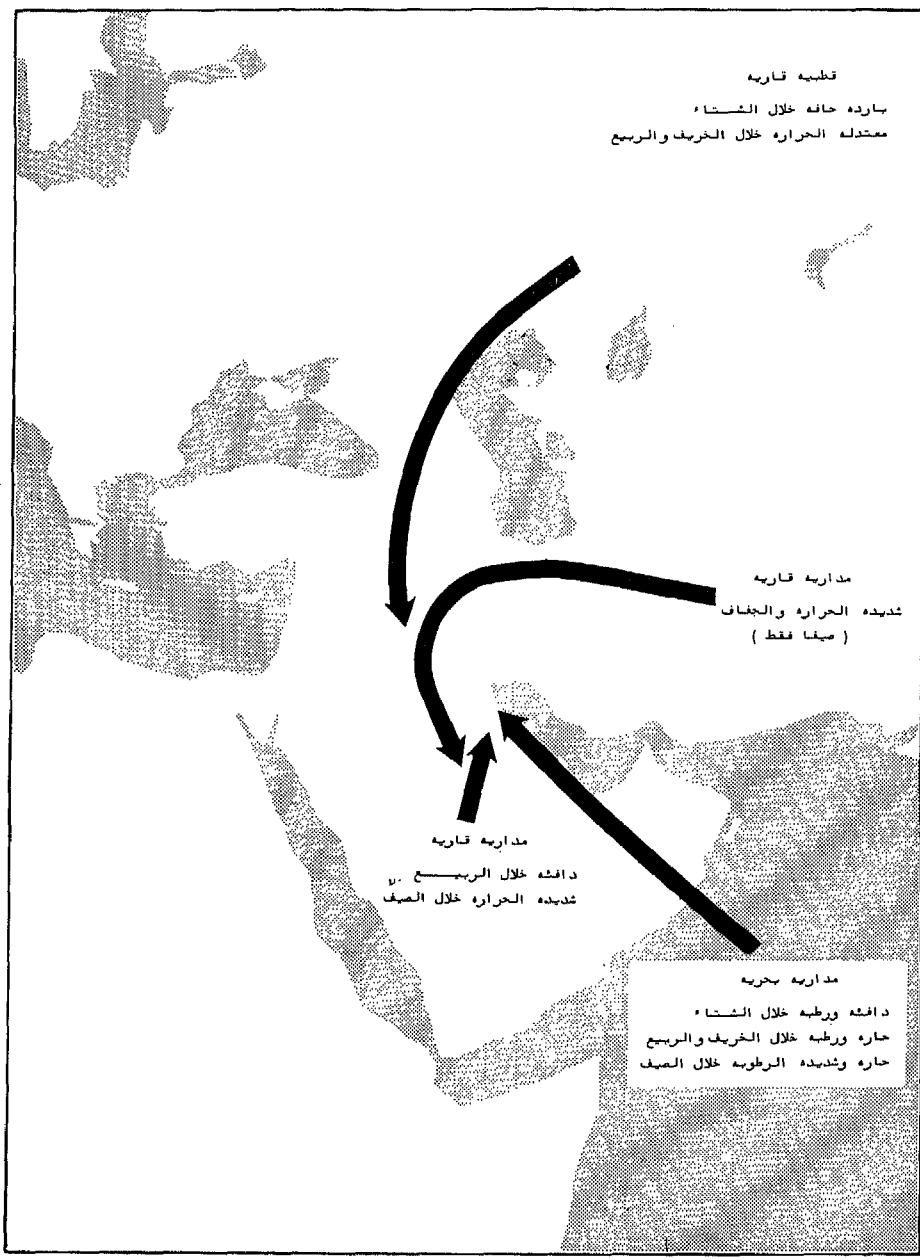 قطبيه قاريه
بارده جافه خلال الشتاء
معتدله الحراره خلال الخريف والربيع
مداريه قاريه
شديده الحراره والجفاف
( صيفا فقط )
مداريه قاريه
دافئه خلال الربيع
شديده الحراره خلال الصيف
مداريه بحريه
دافئه ورطبه خلال الشتاء
حاره ورطبه خلال الخريف والربيع
حاره وشديده الرطوبه خلال الصيف